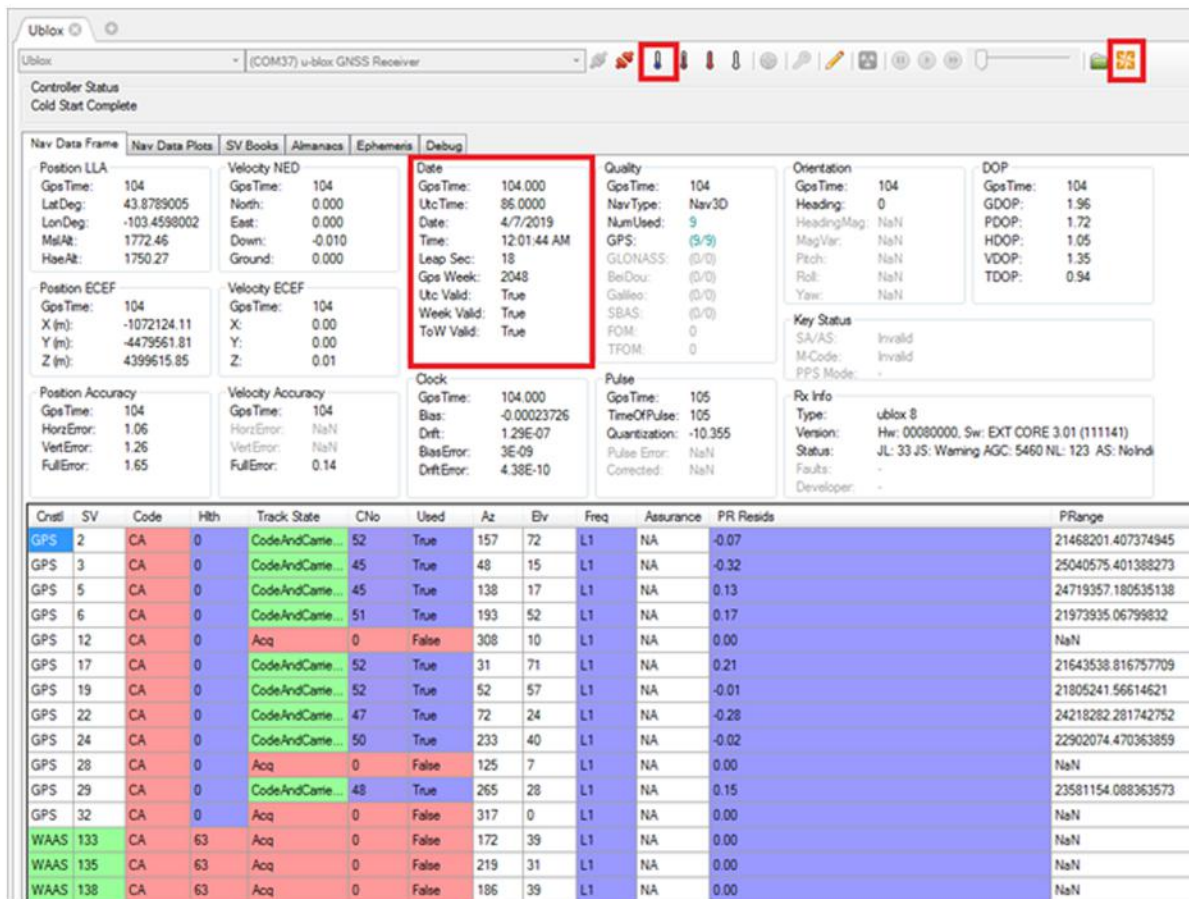 Ublox
Ublox (COM37) u-blox GNSS Receiver
Controller Status
Cold Start Complete
Nav Data Frame Nav Data Plots SV Books Almanacs Ephemeris Debug
Position LLA
GpsTime: 104
LatDeg: 43.8789005
LonDeg: -103.4598002
MslAlt: 1772.46
HaeAlt: 1750.27
Velocity NED
GpsTime: 104
North: 0.000
East: 0.000
Down: -0.010
Ground: 0.000
Date
GpsTime: 104.000
UtcTime: 86.0000
Date: 4/7/2019
Time: 12:01:44 AM
Leap Sec: 18
Gps Week: 2048
Utc Valid: True
Week Valid: True
ToW Valid: True
Quality
GpsTime: 104
NavType: Nav3D
NumUsed: 9
GPS: (9/9)
GLONASS: (0/0)
BeiDou: (0/0)
Galileo: (0/0)
SBAS: (0/0)
FOM: 0
TFOM: 0
Orientation
GpsTime: 104
Heading: 0
HeadingMag: NaN
MagVar: NaN
Pitch: NaN
Roll: NaN
Yaw: NaN
DOP
GpsTime: 104
GDOP: 1.96
PDOP: 1.72
HDOP: 1.05
VDOP: 1.35
TDOP: 0.94
Position ECEF
GpsTime: 104
X (m): -1072124.11
Y (m): -4479561.81
Z (m): 4399615.85
Velocity ECEF
GpsTime: 104
X: 0.00
Y: 0.00
Z: 0.01
Key Status
SA/AS: Invalid
M-Code: Invalid
PPS Mode: -
Position Accuracy
GpsTime: 104
HorzError: 1.06
VertError: 1.26
FullError: 1.65
Velocity Accuracy
GpsTime: 104
HorzError: NaN
VertError: NaN
FullError: 0.14
Clock
GpsTime: 104.000
Bias: -0.00023726
Drift: 1.29E-07
BiasError: 3E-09
DriftError: 4.38E-10
Pulse
GpsTime: 105
TimeOfPulse: 105
Quantization: -10.355
Pulse Error: NaN
Corrected: NaN
Rx Info
Type: ublox 8
Version: Hw: 00080000, Sw: EXT CORE 3.01 (111141)
Status: JL: 33 JS: Warning AGC: 5460 NL: 123 AS: NoIndi
Faults: -
Developer: -
Cnstl SV Code Hlth Track State CNo Used Az Elv Freq Assurance PR Resids PRange
GPS 2 CA 0 CodeAndCarrie... 52 True 157 72 L1 NA -0.07 21468201.407374945
GPS 3 CA 0 CodeAndCarrie... 45 True 48 15 L1 NA -0.32 25040575.401388273
GPS 5 CA 0 CodeAndCarrie... 45 True 138 17 L1 NA 0.13 24719357.180535138
GPS 6 CA 0 CodeAndCarrie... 51 True 193 52 L1 NA 0.17 21973935.06799832
GPS 12 CA 0 Acq 0 False 308 10 L1 NA 0.00 NaN
GPS 17 CA 0 CodeAndCarrie... 52 True 31 71 L1 NA 0.21 21643538.816757709
GPS 19 CA 0 CodeAndCarrie... 52 True 52 57 L1 NA -0.01 21805241.56614621
GPS 22 CA 0 CodeAndCarrie... 47 True 72 24 L1 NA -0.28 24218282.281742752
GPS 24 CA 0 CodeAndCarrie... 50 True 233 40 L1 NA -0.02 22902074.470363859
GPS 28 CA 0 Acq 0 False 125 7 L1 NA 0.00 NaN
GPS 29 CA 0 CodeAndCarrie... 48 True 265 28 L1 NA 0.15 23581154.088363573
GPS 32 CA 0 Acq 0 False 317 0 L1 NA 0.00 NaN
WAAS 133 CA 63 Acq 0 False 172 39 L1 NA 0.00 NaN
WAAS 135 CA 63 Acq 0 False 219 31 L1 NA 0.00 NaN
WAAS 138 CA 63 Acq 0 False 186 39 L1 NA 0.00 NaN